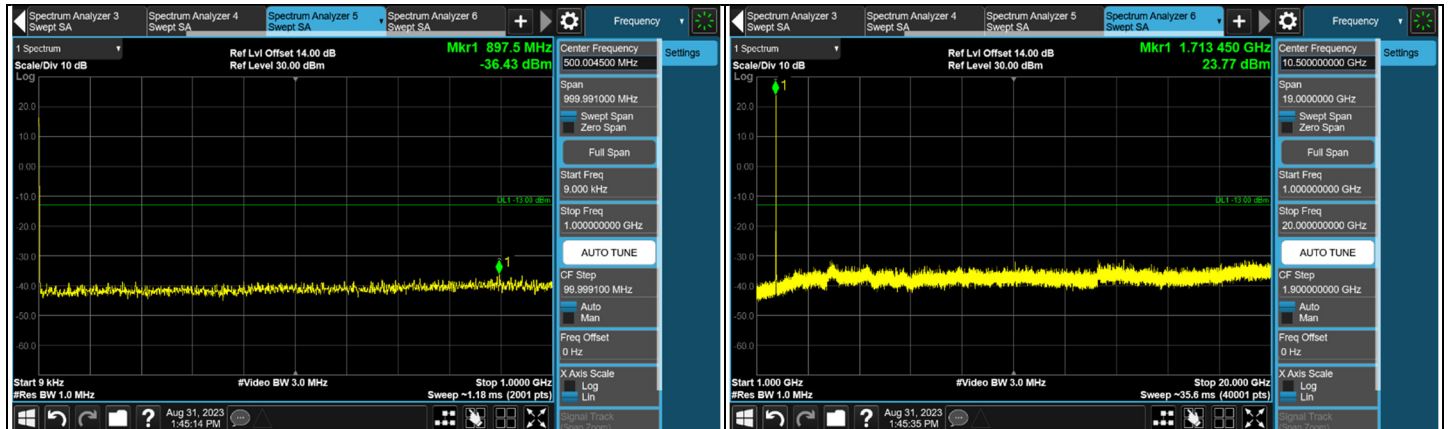 Spectrum Analyzer 3
Swept SA
Spectrum Analyzer 4
Swept SA
Spectrum Analyzer 5
Swept SA
Spectrum Analyzer 6
Swept SA
Frequency
1 Spectrum
Scale/Div 10 dB
Log
Ref Lvl Offset 14.00 dB
Ref Level 30.00 dBm
Mkr1 897.5 MHz
-36.43 dBm
1
20.0
10.0
0.00
-10.0
-20.0
-30.0
-40.0
-50.0
-60.0
DL1 -13.00 dBm
Start 9 kHz
#Res BW 1.0 MHz
#Video BW 3.0 MHz
Stop 1.0000 GHz
Sweep ~1.18 ms (2001 pts)
Center Frequency
500.004500 MHz
Span
999.991000 MHz
Swept Span
Zero Span
Full Span
Start Freq
9.000 kHz
Stop Freq
1.000000000 GHz
AUTO TUNE
CF Step
99.999100 MHz
Auto
Man
Freq Offset
0 Hz
X Axis Scale
Log
Lin
Signal Track
(Span Zoom)
Settings
?
Aug 31, 2023
1:45:14 PM
Spectrum Analyzer 3
Swept SA
Spectrum Analyzer 4
Swept SA
Spectrum Analyzer 5
Swept SA
Spectrum Analyzer 6
Swept SA
Frequency
1 Spectrum
Scale/Div 10 dB
Log
Ref Lvl Offset 14.00 dB
Ref Level 30.00 dBm
Mkr1 1.713 450 GHz
23.77 dBm
1
20.0
10.0
0.00
-10.0
-20.0
-30.0
-40.0
-50.0
-60.0
DL1 -13.00 dBm
Start 1.000 GHz
#Res BW 1.0 MHz
#Video BW 3.0 MHz
Stop 20.000 GHz
Sweep ~35.6 ms (40001 pts)
Center Frequency
10.500000000 GHz
Span
19.0000000 GHz
Swept Span
Zero Span
Full Span
Start Freq
1.000000000 GHz
Stop Freq
20.000000000 GHz
AUTO TUNE
CF Step
1.900000000 GHz
Auto
Man
Freq Offset
0 Hz
X Axis Scale
Log
Lin
Signal Track
(Span Zoom)
Settings
?
Aug 31, 2023
1:45:35 PM